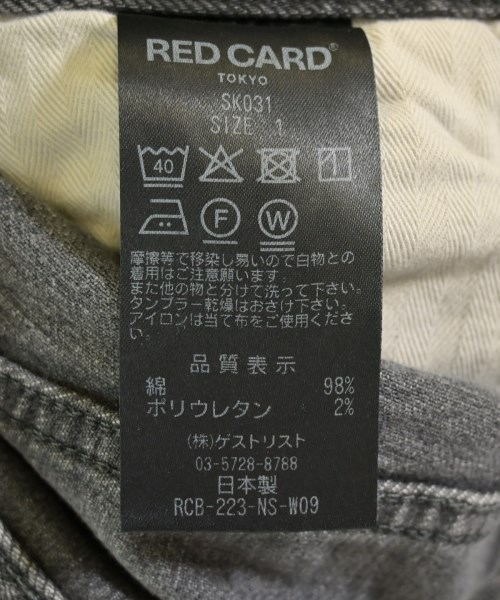 RED CARD®
TOKYO
SK031
SIZE 1
40
F W
摩擦等で移染し易いので白物との
着用はご注意願います。
また他の物と分けて洗って下さい。
タンブラー乾燥はおさけ下さい。
アイロンは当て布をご使用くださ
い。
品質表示
綿 98%
ポリウレタン 2%
(株)ゲストリスト
03-5728-8788
日本製
RCB-223-NS-W09